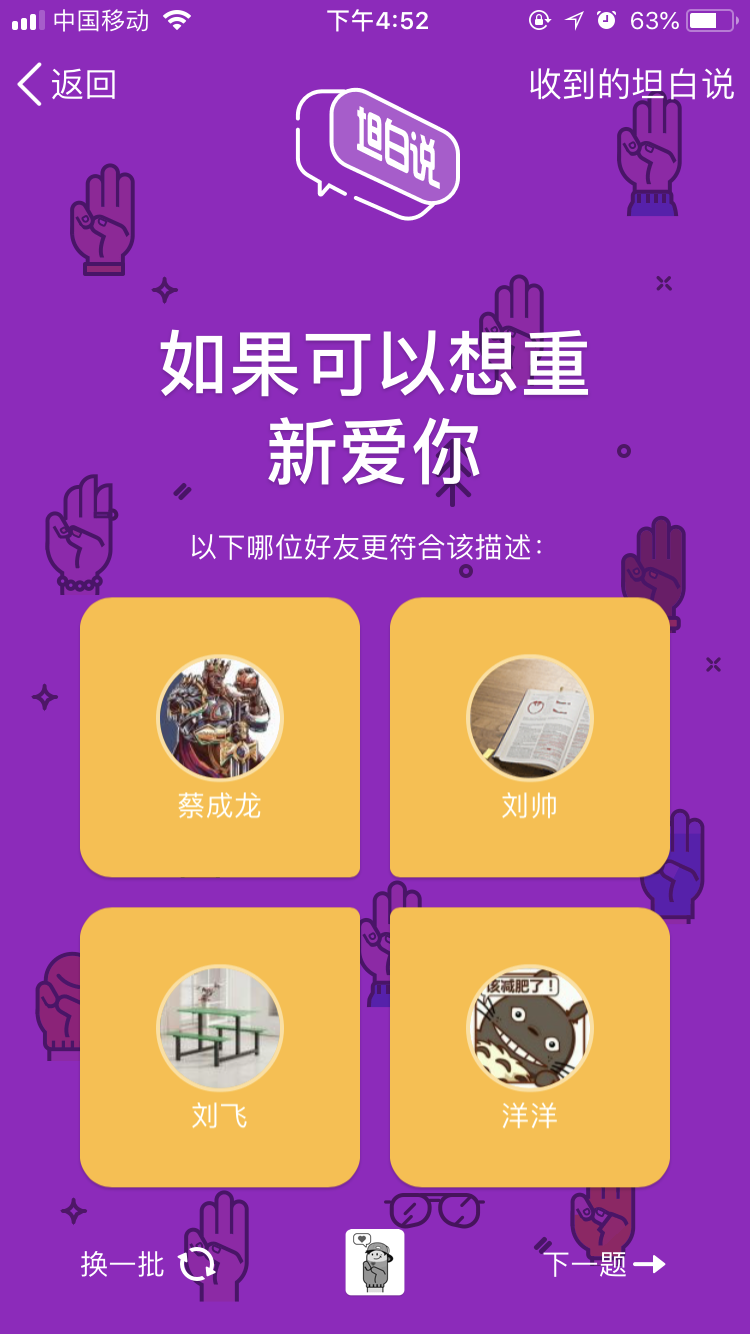 中国移动 下午4:52 63%
返回 收到的坦白说
坦白说
如果可以想重
新爱你
以下哪位好友更符合该描述：
蔡成龙 刘帅
该减肥了！
刘飞 洋洋
换一批 下一题